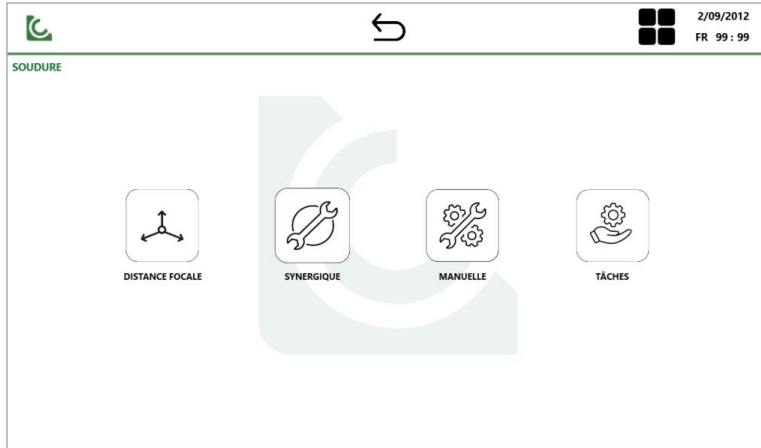 2/09/2012
FR 99 : 99
SOUDURE
DISTANCE FOCALE
SYNERGIQUE
MANUELLE
TÂCHES